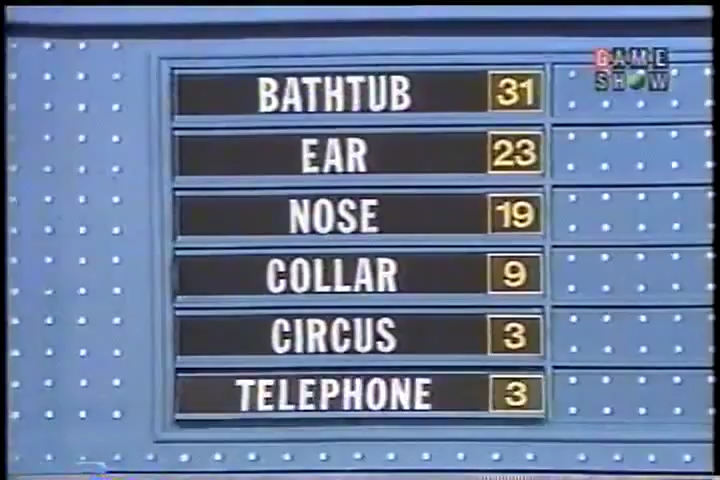 GAME
SHOW
BATHTUB 31
EAR 23
NOSE 19
COLLAR 9
CIRCUS 3
TELEPHONE 3